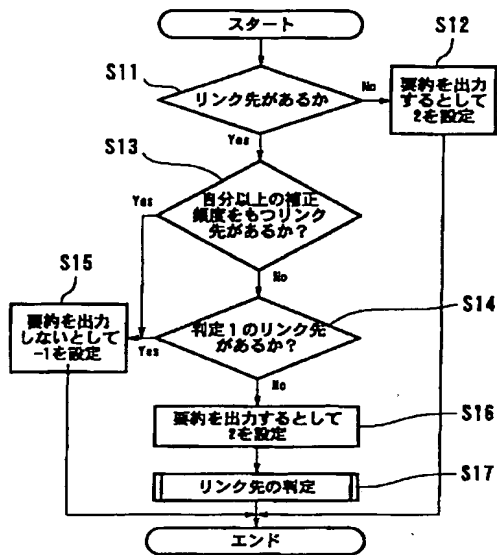 スタート
S11
リンク先があるか
No
Yes
S12
要約を出力
するとして
2を設定
S13
自分以上の補正
頻度をもつリンク
先があるか?
Yes
No
S14
判定1のリンク先
があるか?
Yes
No
S15
要約を出力
しないとして
-1を設定
S16
要約を出力するとして
2を設定
S17
リンク先の判定
エンド